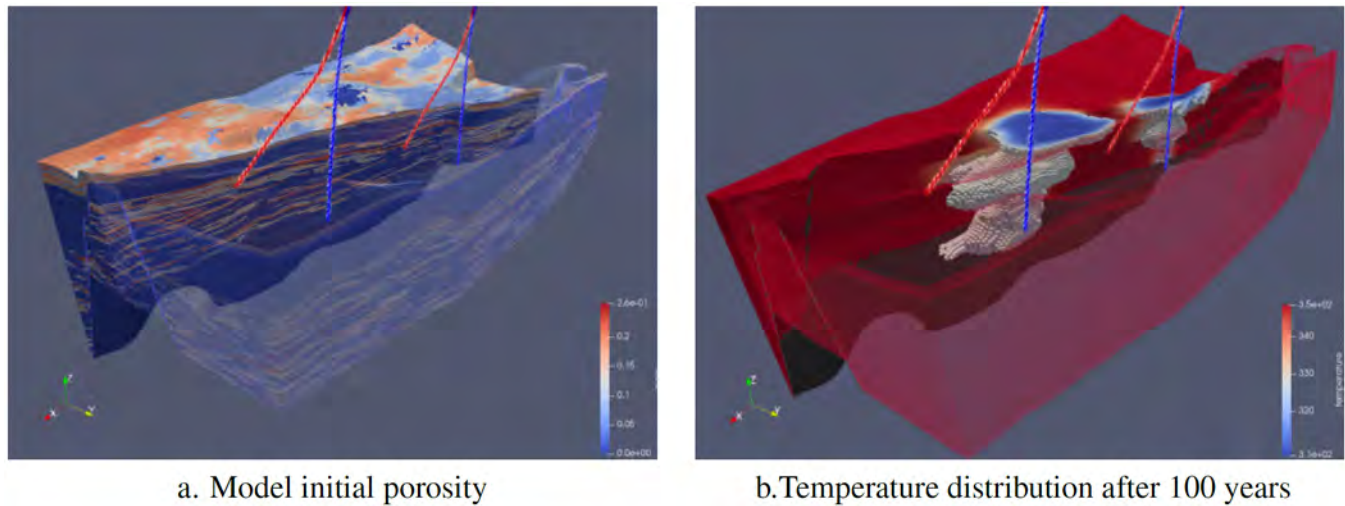 2.6e-01
0.2
0.15
0.1
0.05
0.0e+00
Z
X
Y
3.5e+02
340
330
320
3.1e+02
temperature
Z
X
Y
a. Model initial porosity
b.Temperature distribution after 100 years